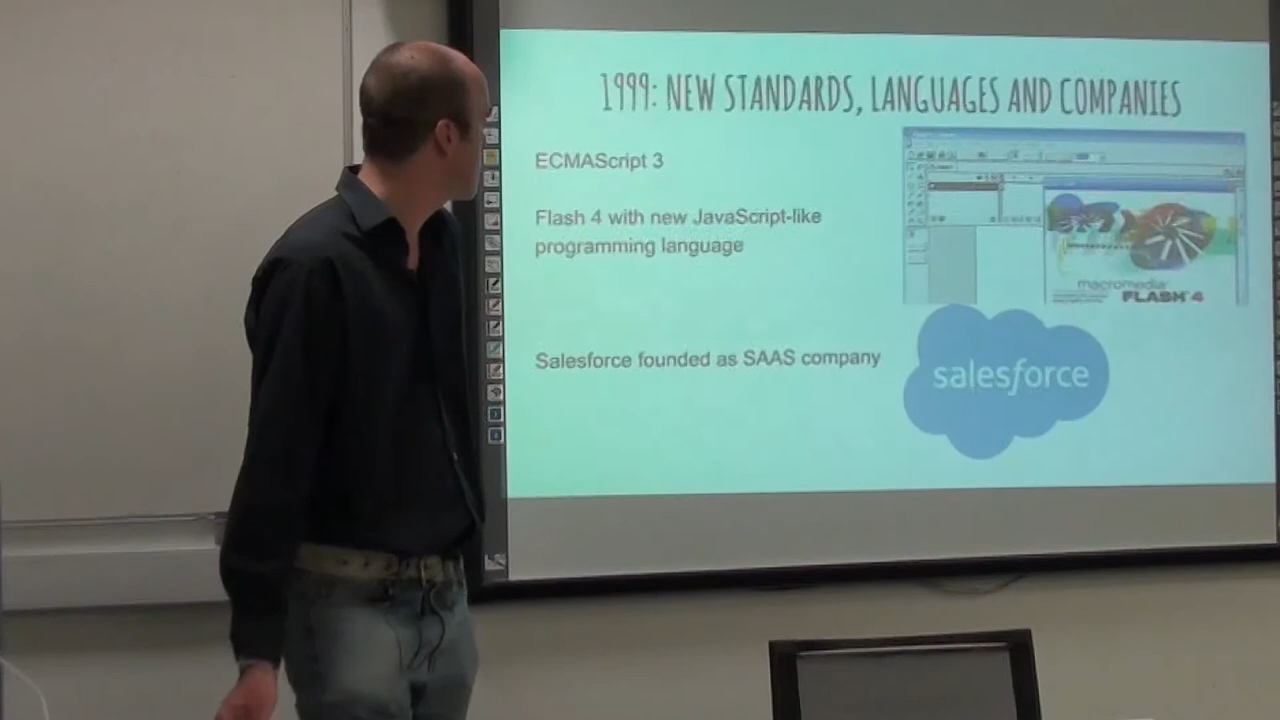 1999: NEW STANDARDS, LANGUAGES AND COMPANIES
ECMAScript 3
Flash 4 with new JavaScript-like
programming language
macromedia
FLASH 4
Salesforce founded as SAAS company
salesforce